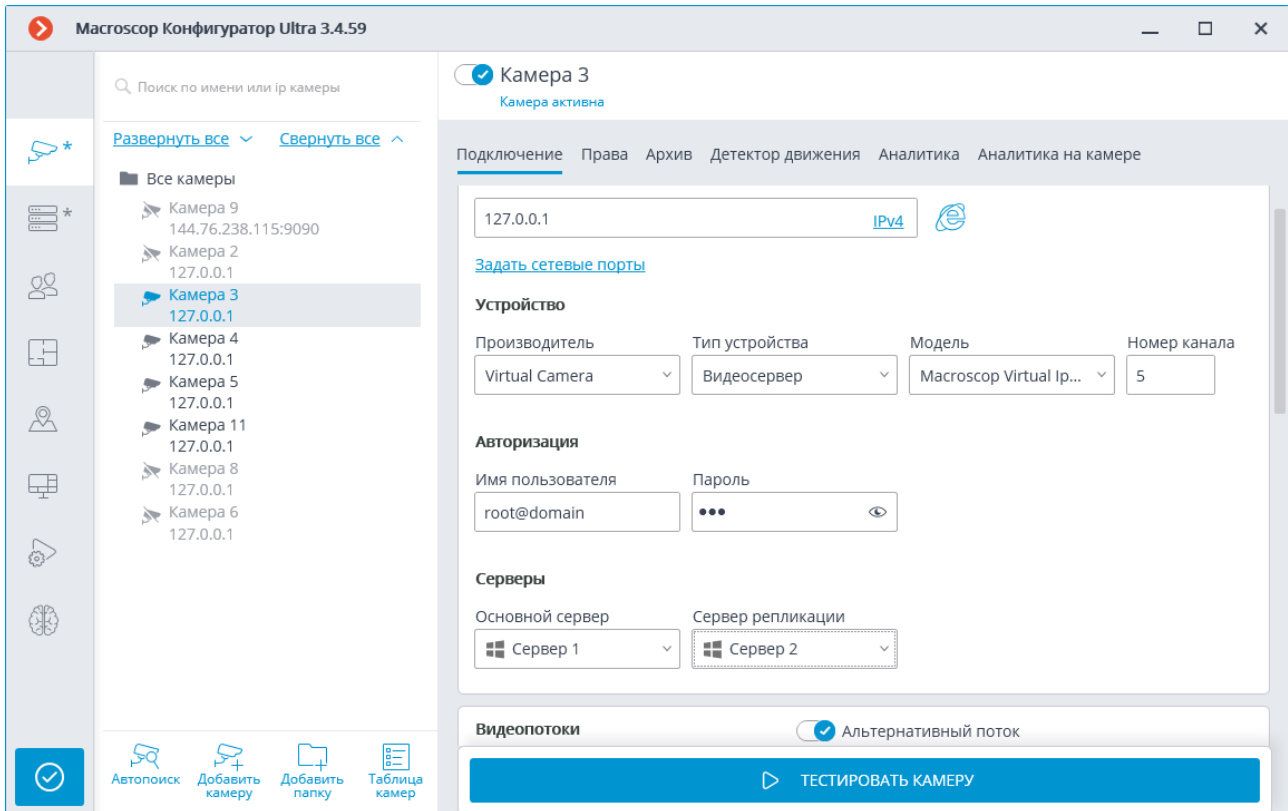 Macroscop Конфигуратор Ultra 3.4.59
Поиск по имени или ip камеры
Развернуть все Свернуть все
Все камеры
Камера 9
144.76.238.115:9090
Камера 2
127.0.0.1
Камера 3
127.0.0.1
Камера 4
127.0.0.1
Камера 5
127.0.0.1
Камера 11
127.0.0.1
Камера 8
127.0.0.1
Камера 6
127.0.0.1
Автопоиск
Добавить камеру
Добавить папку
Таблица камер
Камера 3
Камера активна
Подключение Права Архив Детектор движения Аналитика Аналитика на камере
127.0.0.1 IPv4
Задать сетевые порты
Устройство
Производитель Тип устройства Модель Номер канала
Virtual Camera Видеосервер Macroscop Virtual Ip... 5
Авторизация
Имя пользователя Пароль
root@domain •••
Серверы
Основной сервер Сервер репликации
Сервер 1 Сервер 2
Видеопотоки Альтернативный поток
ТЕСТИРОВАТЬ КАМЕРУ